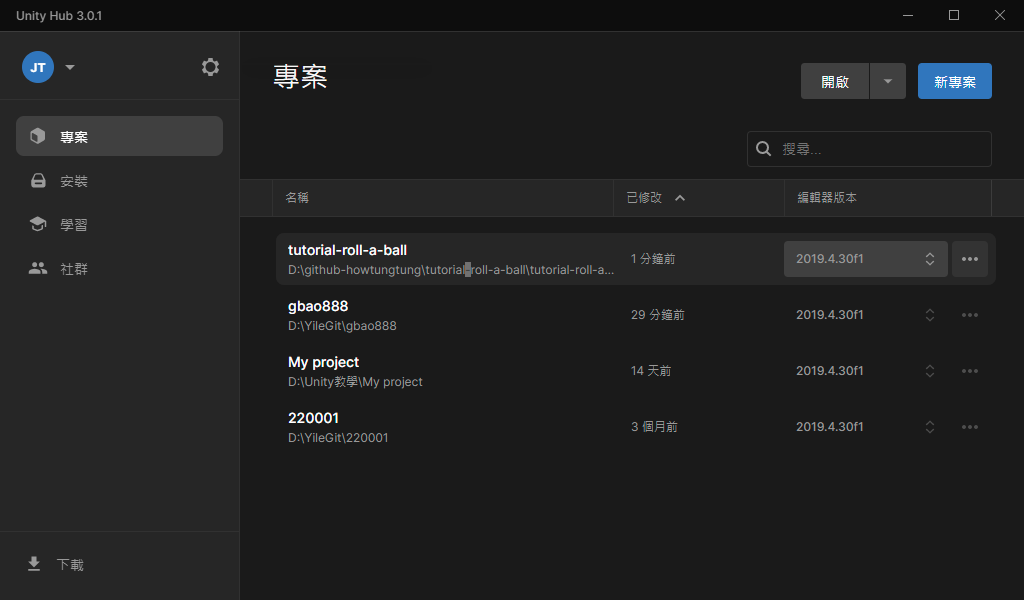 Unity Hub 3.0.1
JT
專案
開啟
新專案
專案
安裝
學習
社群
下載
搜尋...
名稱 已修改 編輯器版本
tutorial-roll-a-ball
D:\github-howtungtung\tutorial-roll-a-ball\tutorial-roll-a...
1 分鐘前 2019.4.30f1
gbao888
D:\YileGit\gbao888
29 分鐘前 2019.4.30f1
My project
D:\Unity教學\My project
14 天前 2019.4.30f1
220001
D:\YileGit\220001
3 個月前 2019.4.30f1